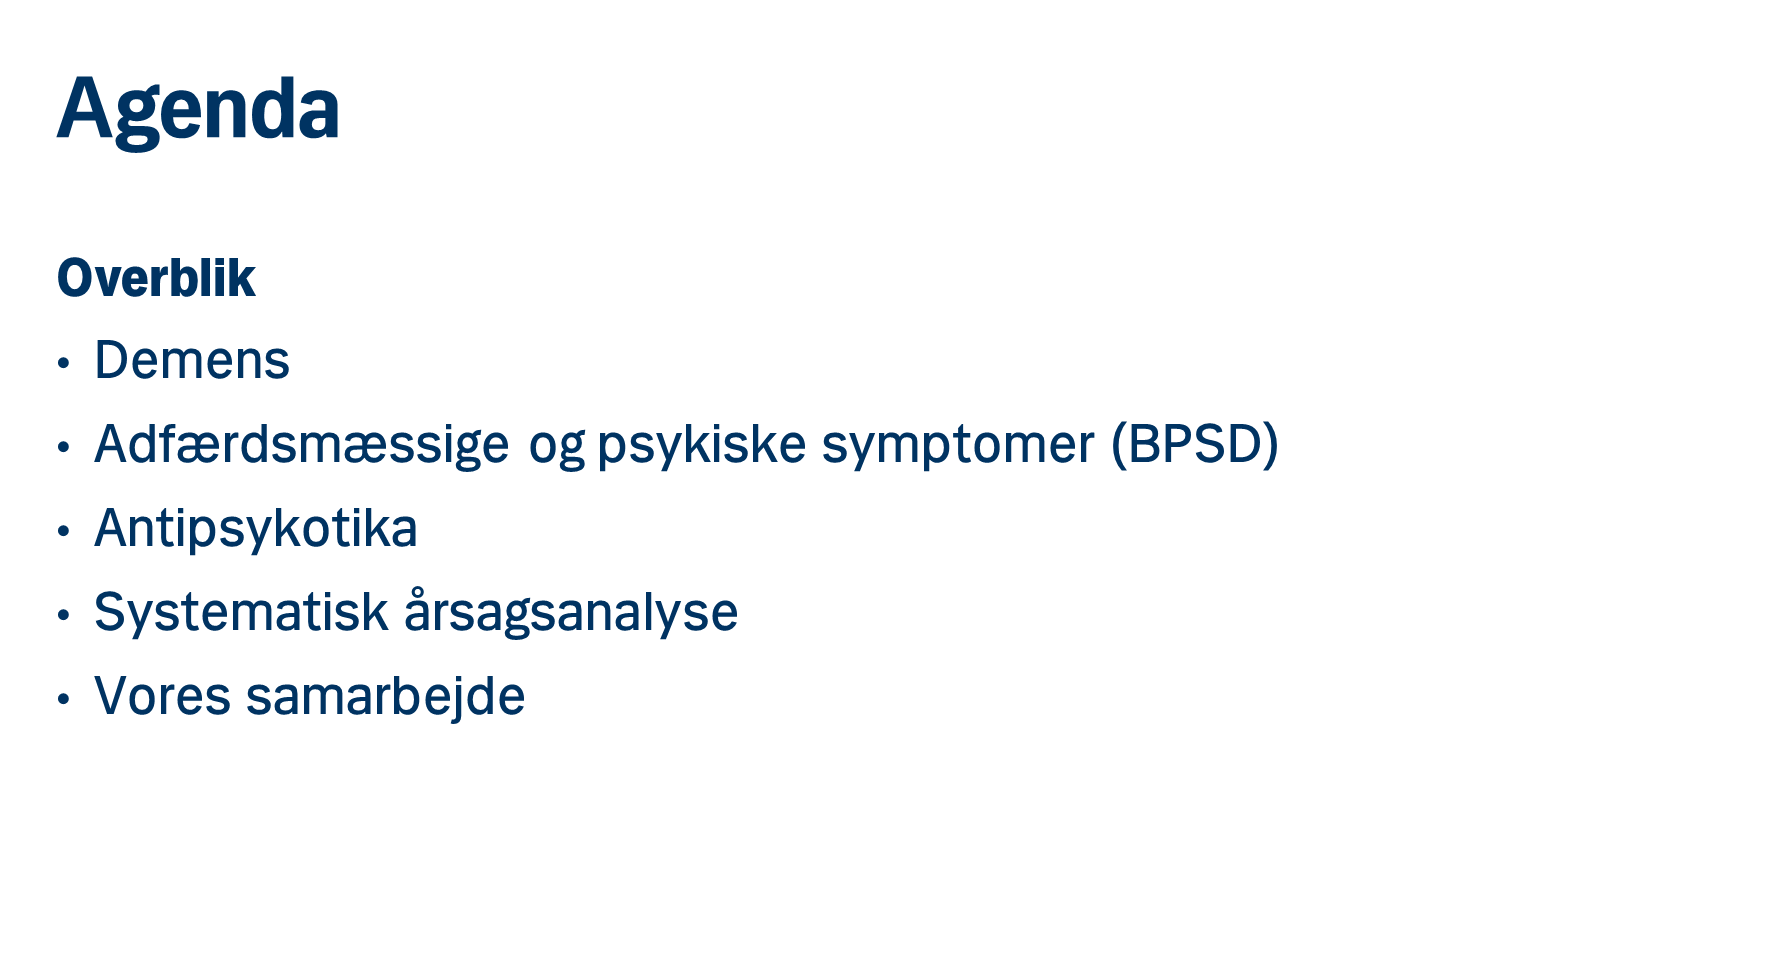 Agenda
Overblik
• Demens
• Adfærdsmæssige og psykiske symptomer (BPSD)
• Antipsykotika
• Systematisk årsagsanalyse
• Vores samarbejde